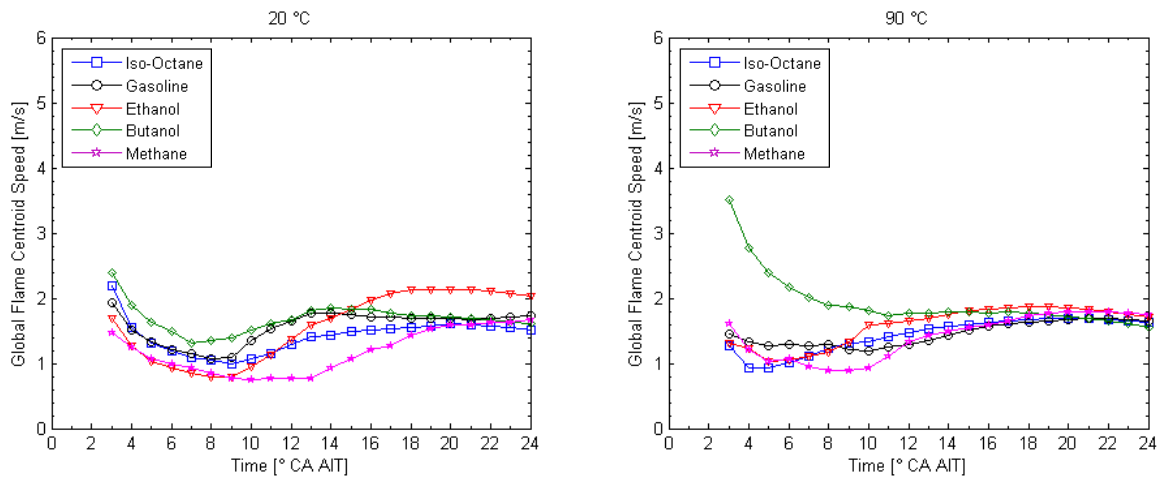 20 °C
6
5
4
3
2
1
0
Global Flame Centroid Speed [m/s]
Iso-Octane
Gasoline
Ethanol
Butanol
Methane
0 2 4 6 8 10 12 14 16 18 20 22 24
Time [° CA AIT]
90 °C
6
5
4
3
2
1
0
Global Flame Centroid Speed [m/s]
Iso-Octane
Gasoline
Ethanol
Butanol
Methane
0 2 4 6 8 10 12 14 16 18 20 22 24
Time [° CA AIT]